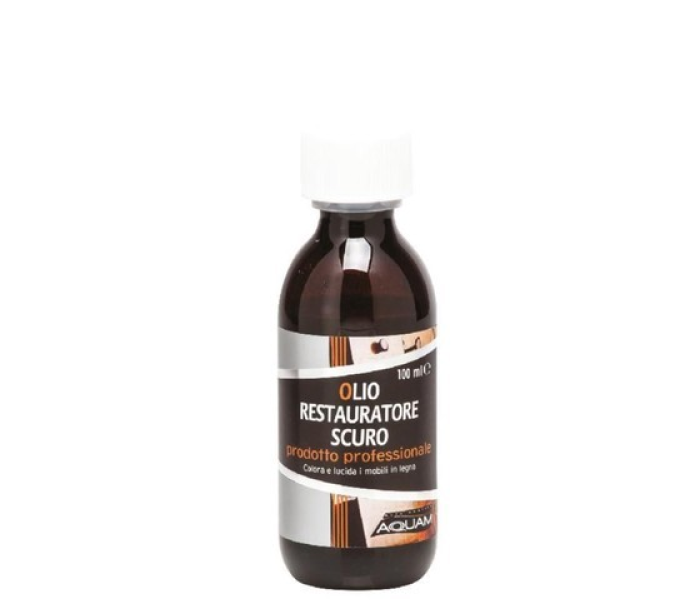 100 ml ℮
OLIO
RESTAURATORE
SCURO
prodotto professionale
Colora e lucida i mobili in legno
AQUAM